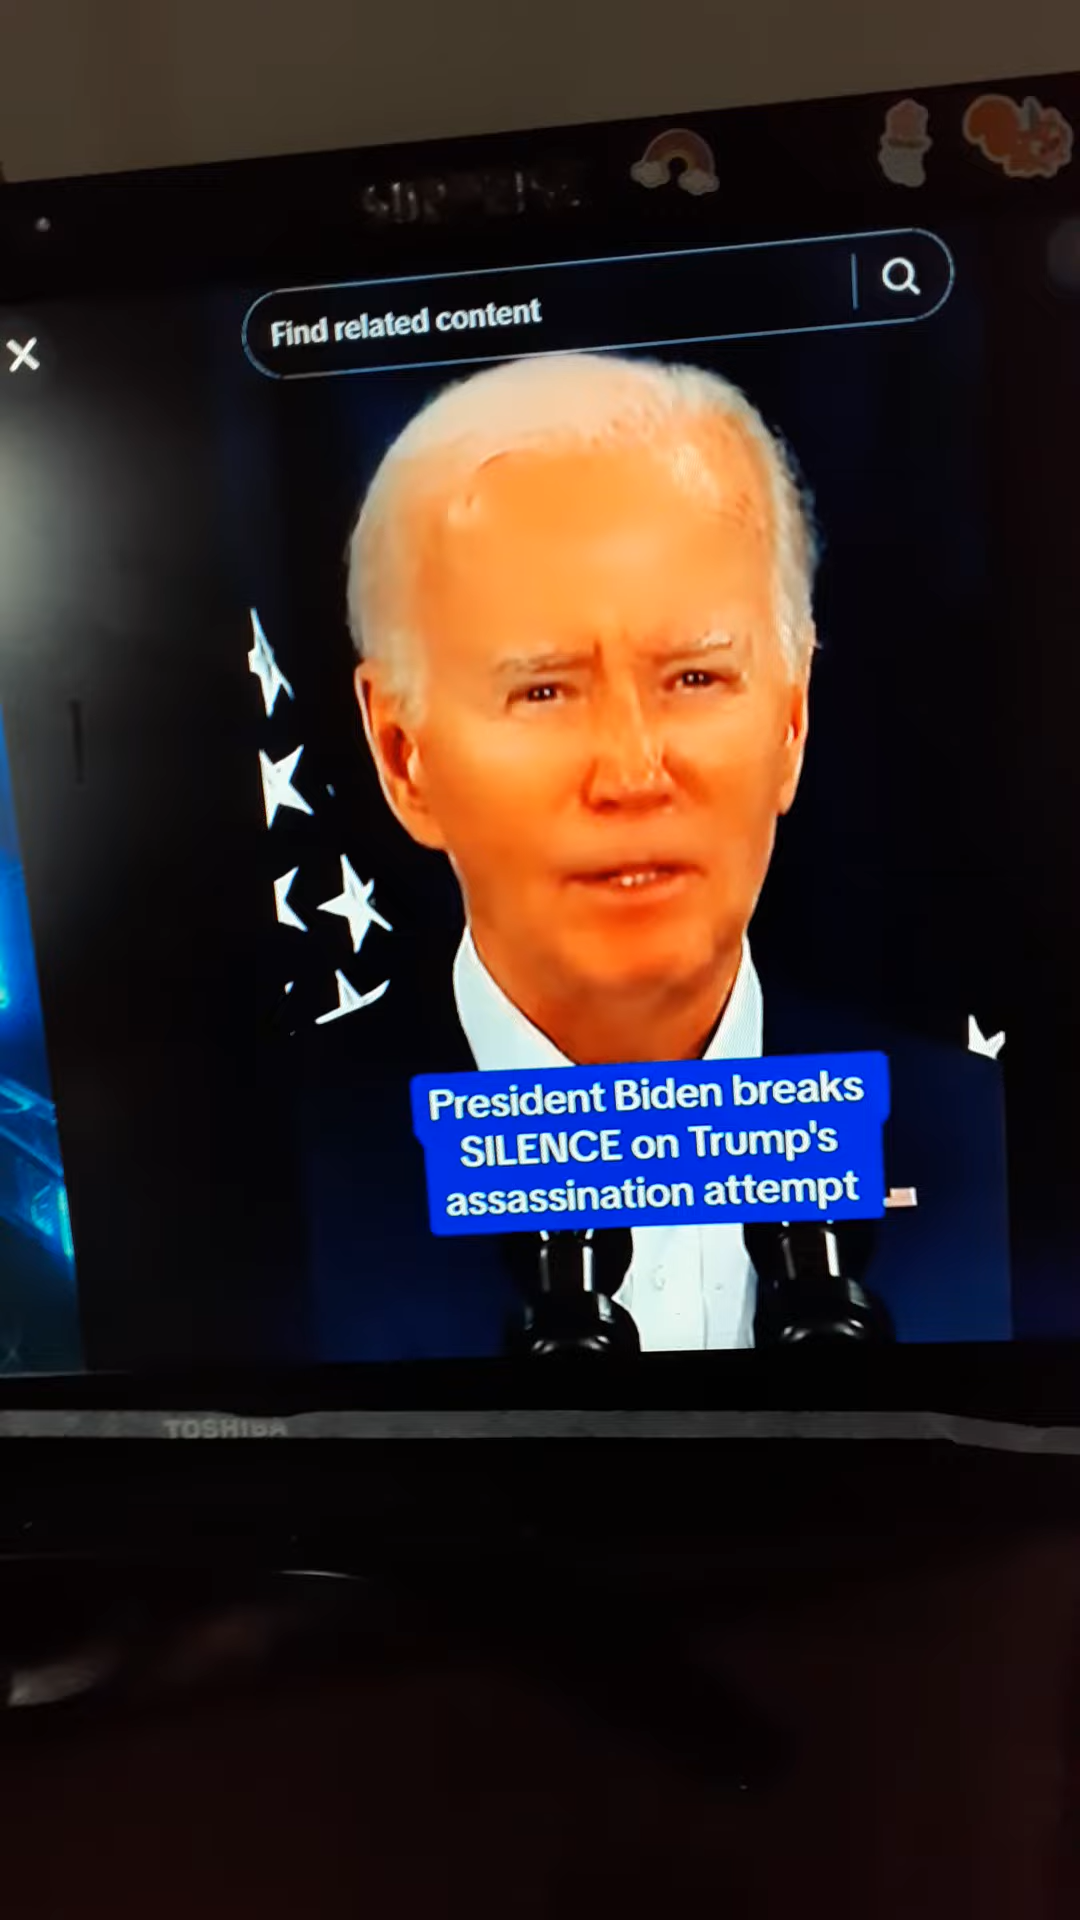 Find related content
President Biden breaks
SILENCE on Trump's
assassination attempt
TOSHIBA